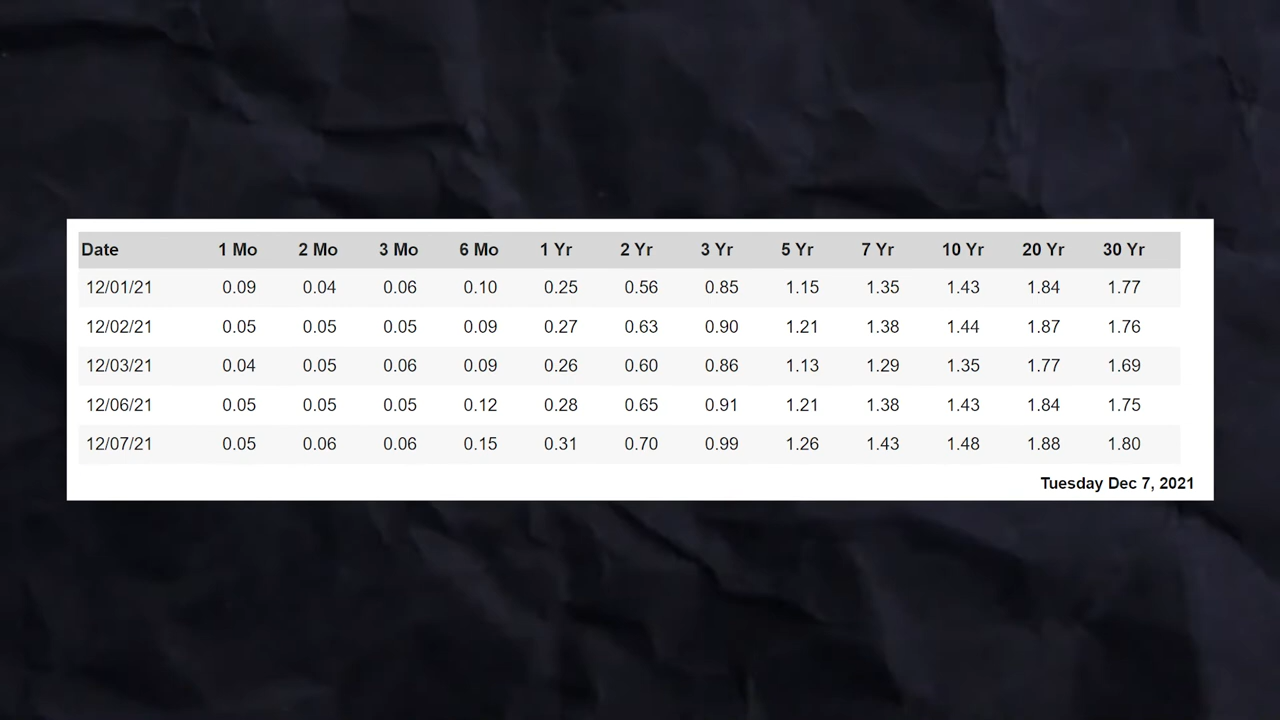 Date 1 Mo 2 Mo 3 Mo 6 Mo 1 Yr 2 Yr 3 Yr 5 Yr 7 Yr 10 Yr 20 Yr 30 Yr
12/01/21 0.09 0.04 0.06 0.10 0.25 0.56 0.85 1.15 1.35 1.43 1.84 1.77
12/02/21 0.05 0.05 0.05 0.09 0.27 0.63 0.90 1.21 1.38 1.44 1.87 1.76
12/03/21 0.04 0.05 0.06 0.09 0.26 0.60 0.86 1.13 1.29 1.35 1.77 1.69
12/06/21 0.05 0.05 0.05 0.12 0.28 0.65 0.91 1.21 1.38 1.43 1.84 1.75
12/07/21 0.05 0.06 0.06 0.15 0.31 0.70 0.99 1.26 1.43 1.48 1.88 1.80
Tuesday Dec 7, 2021